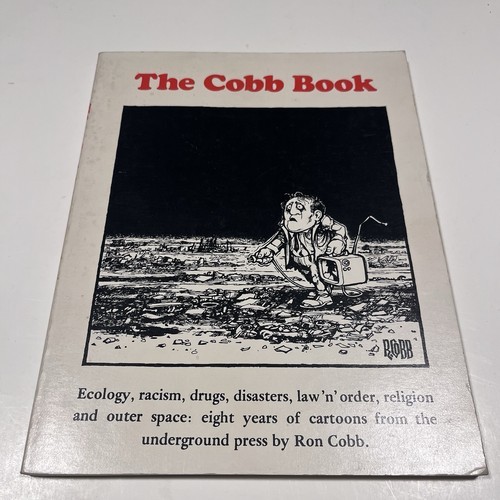 The Cobb Book
R. COBB
Ecology, racism, drugs, disasters, law'n'order, religion
and outer space: eight years of cartoons from the
underground press by Ron Cobb.